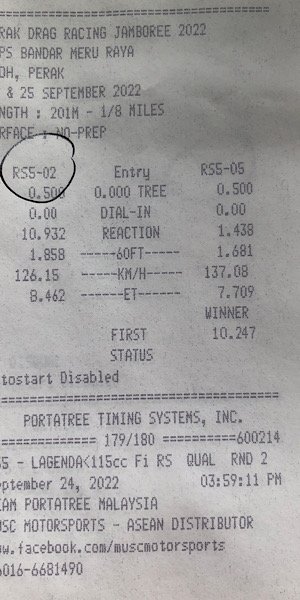 RAK DRAG RACING JAMBOREE 2022
PS BANDAR MERU RAYA
OH, PERAK
& 25 SEPTEMBER 2022
NGTH : 201M - 1/8 MILES
RFACE : NO-PREP
RS5-02 Entry RS5-05
0.500 0.000 TREE 0.500
0.00 DIAL-IN 0.00
10.932 REACTION 1.438
1.858 -----60FT----- 1.681
126.15 -----KM/H----- 137.08
8.462 ------ET------ 7.709
WINNER
FIRST 10.247
STATUS
tostart Disabled
PORTATREE TIMING SYSTEMS, INC.
============= 179/180 ==========600214
S5 - LAGENDA<115cc Fi RS QUAL RND 2
eptember 24, 2022 03:59:11 PM
EAM PORTATREE MALAYSIA
USC MOTORSPORTS - ASEAN DISTRIBUTOR
w.facebook.com/muscmotorsports
6016-6681490